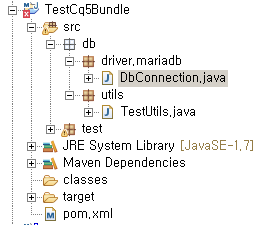 TestCq5Bundle
src
db
driver.mariadb
DbConnection.java
utils
TestUtils.java
test
JRE System Library [JavaSE-1.7]
Maven Dependencies
classes
target
pom.xml